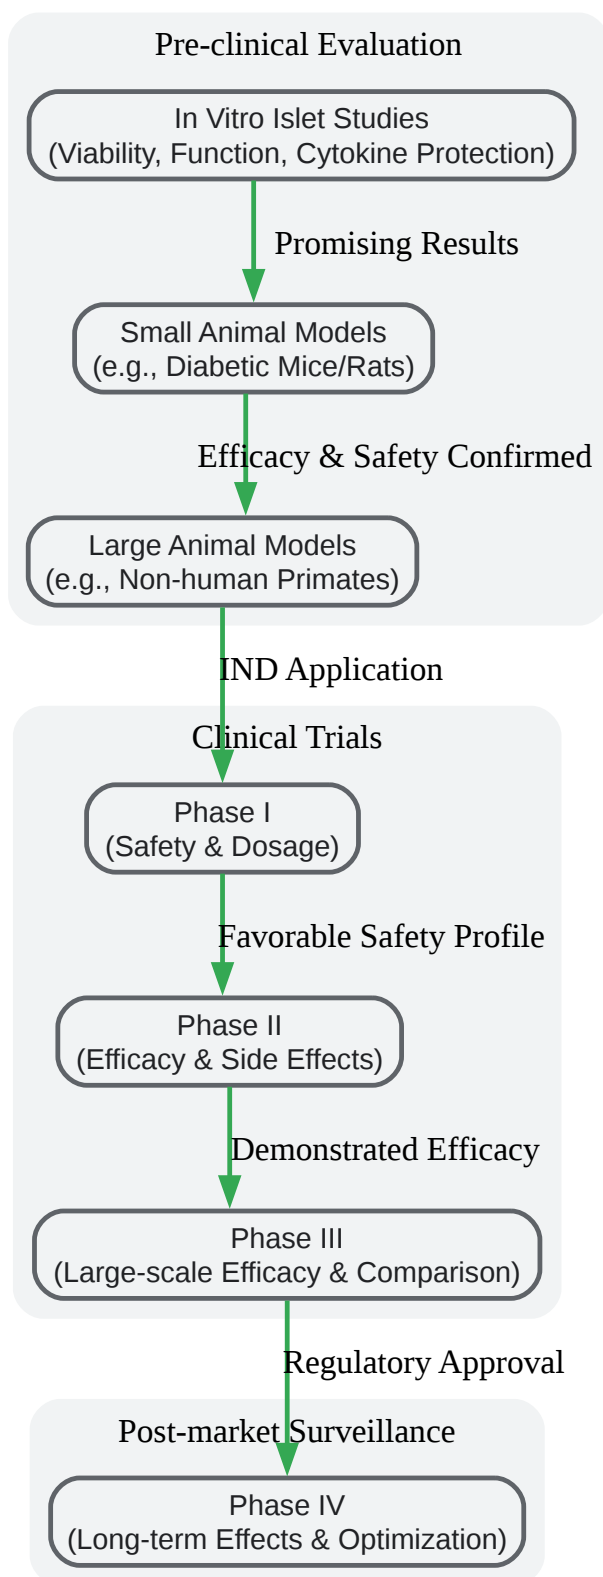 Pre-clinical Evaluation
In Vitro Islet Studies
(Viability, Function, Cytokine Protection)
Promising Results
Small Animal Models
(e.g., Diabetic Mice/Rats)
Efficacy & Safety Confirmed
Large Animal Models
(e.g., Non-human Primates)
IND Application
Clinical Trials
Phase I
(Safety & Dosage)
Favorable Safety Profile
Phase II
(Efficacy & Side Effects)
Demonstrated Efficacy
Phase III
(Large-scale Efficacy & Comparison)
Regulatory Approval
Post-market Surveillance
Phase IV
(Long-term Effects & Optimization)